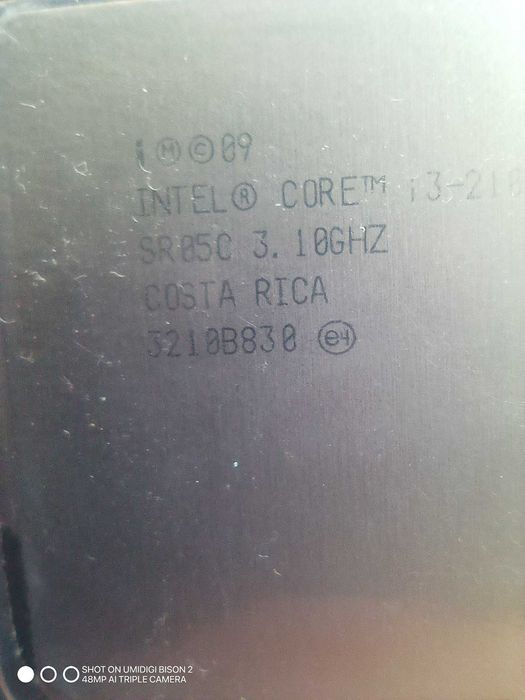 i Ⓜ © 09
INTEL® CORE™ i3-210
SR05C 3.10GHZ
COSTA RICA
3210B830 e4
SHOT ON UMIDIGI BISON 2
48MP AI TRIPLE CAMERA